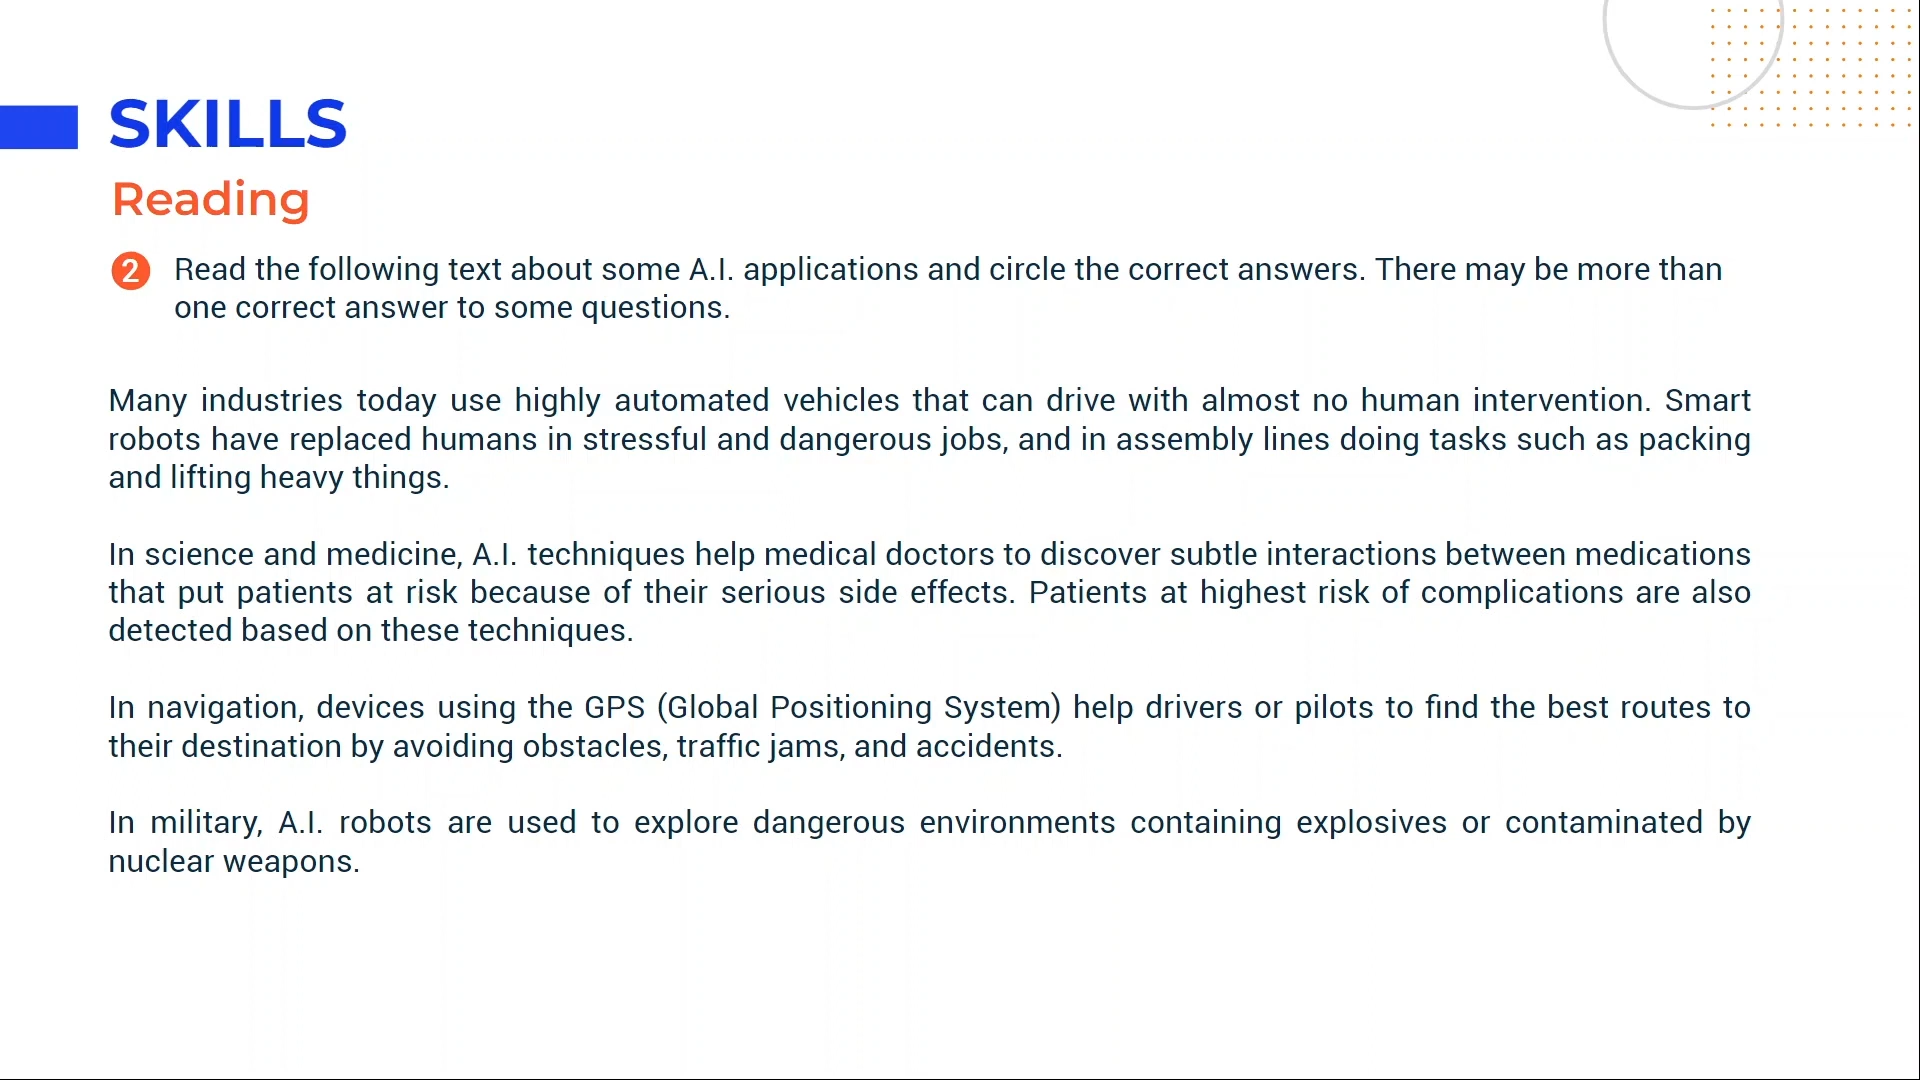 SKILLS
Reading
2 Read the following text about some A.I. applications and circle the correct answers. There may be more than
one correct answer to some questions.
Many industries today use highly automated vehicles that can drive with almost no human intervention. Smart
robots have replaced humans in stressful and dangerous jobs, and in assembly lines doing tasks such as packing
and lifting heavy things.
In science and medicine, A.I. techniques help medical doctors to discover subtle interactions between medications
that put patients at risk because of their serious side effects. Patients at highest risk of complications are also
detected based on these techniques.
In navigation, devices using the GPS (Global Positioning System) help drivers or pilots to find the best routes to
their destination by avoiding obstacles, traffic jams, and accidents.
In military, A.I. robots are used to explore dangerous environments containing explosives or contaminated by
nuclear weapons.